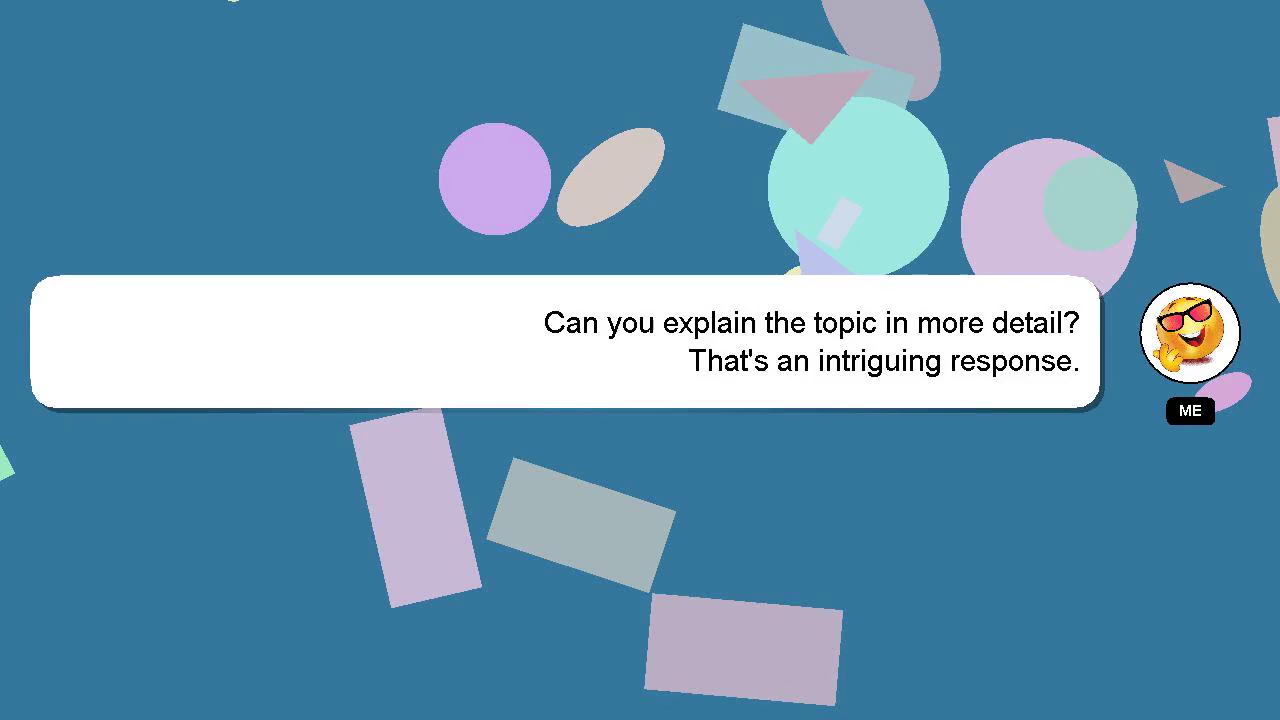 Can you explain the topic in more detail?
That's an intriguing response.
ME